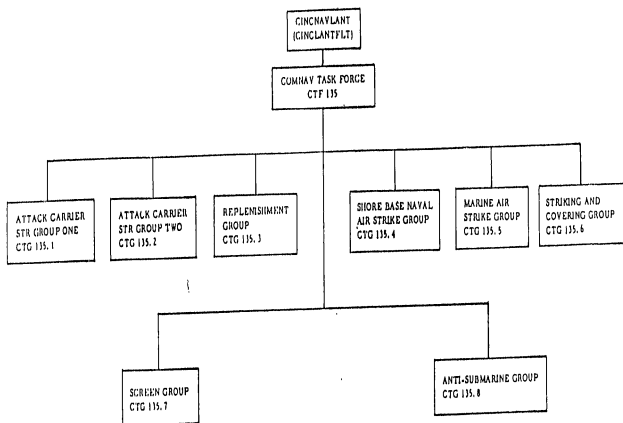 CINCNAVLANT
(CINCLANTFLT)
COMNAV TASK FORCE
CTF 135
ATTACK CARRIER
STR GROUP ONE
CTG 135.1
ATTACK CARRIER
STR GROUP TWO
CTG 135.2
REPLENISHMENT
GROUP
CTG 135.3
SHORE BASE NAVAL
AIR STRIKE GROUP
CTG 135.4
MARINE AIR
STRIKE GROUP
CTG 135.5
STRIKING AND
COVERING GROUP
CTG 135.6
SCREEN GROUP
CTG 135.7
ANTI-SUBMARINE GROUP
CTG 135.8